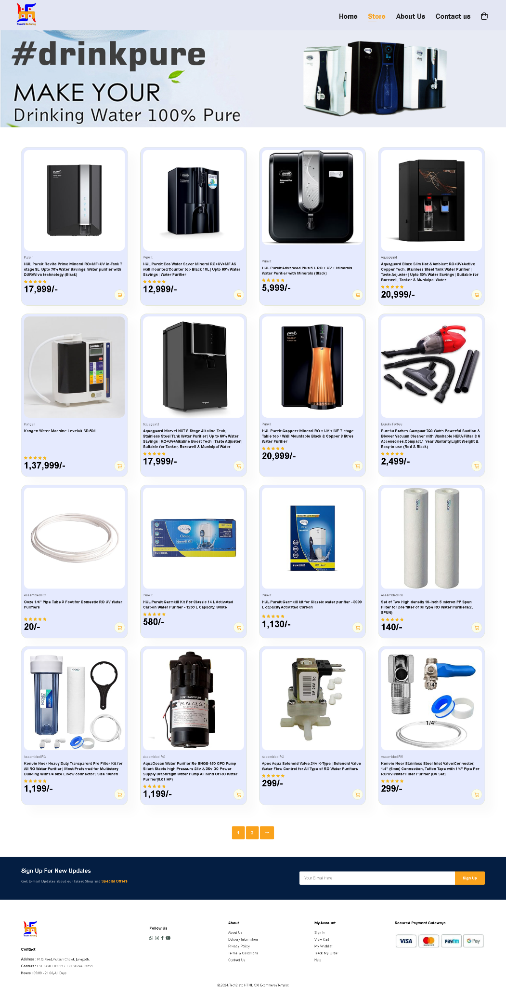 Swastik Marketing
Home
Store
About Us
Contact us
#drinkpure
MAKE YOUR
Drinking Water 100% Pure
Pure It
HUL Pureit Revito Prime Mineral RO+MF+UV in-Tank 7
stage 8L |Upto 70% Water Savings| Water purifier with
DURAViva technology (Black)
17,999/-
Pure It
HUL Pureit Eco Water Saver Mineral RO+UV+MF AS
wall mounted/Counter top Black 10L | Upto 60% Water
Savings | Water Purifier
12,999/-
Pure It
HUL Pureit Advanced Plus 5 L RO + UV + Minerals
Water Purifier with Minerals (Black)
5,999/-
Aquaguard
Aquaguard Blaze Slim Hot & Ambient RO+UV+Active
Copper Tech, Stainless Steel Tank Water Purifier |
Taste Adjuster | Upto 60% Water Savings | Suitable for
Borewell, Tanker & Municipal Water
20,999/-
Kangen
Kangen Water Machine Leveluk SD 501
1,37,999/-
Aquaguard
Aquaguard Marvel NXT 8-Stage Alkaline Tech,
Stainless Steel Tank Water Purifier | Up to 60% Water
Savings | RO+UV+Alkaline Boost Tech | Taste Adjuster |
Suitable for Tanker, Borewell & Municipal Water
17,999/-
Pure It
HUL Pureit Copper+ Mineral RO + UV + MF 7 stage
Table top / Wall Mountable Black & Copper 8 litres
Water Purifier
20,999/-
Eureka Forbes
Eureka Forbes Compact 700 Watts Powerful Suction &
Blower Vacuum Cleaner with Washable HEPA Filter & 6
Accessories,Compact,1 Year Warranty,Light Weight &
Easy to use (Red & Black)
2,499/-
Assembled RO
Ooze 1/4" Pipe Tube 3 Foot for Domestic RO UV Water
Purifiers
20/-
Pure It
HUL Pureit Germkill Kit For Classic 14 L Activated
Carbon Water Purifier - 1250 L Capacity, White
580/-
Pure It
HUL Pureit Germkill kit for Classic water purifier - 3000
L capacity Activated Carbon
1,130/-
Assembled RO
Set of Two High density 10-Inch 5 micron PP Spun
Filter for pre filter of all type RO Water Purifiers(2,
SPUN)
140/-
Assembled RO
Konvio Neer Heavy Duty Transparent Pre Filter Kit for
All RO Water Purifier | Most Preferred for Multistory
Building With1/4 size Elbow connector | Size 10inch
1,199/-
DIAPHRAGM PUMP
B.N.Q.S.
Assembled RO
AquaOcean Water Purifier Ro BNQS-150 GPD Pump
Silent Stable high Pressure 24v & 36v DC Power
Supply Diaphragm Water Pump All Kind Of RO Water
Purifier(0.01 HP)
1,199/-
SV 24V Dc
Assembled RO
Apec Aqua Solenoid Valve 24v K-Type | Solenoid Valve
Water Flow Control for All Type of RO Water Purifiers
299/-
1/4"
1/4"
Assembled RO
Konvio Neer Stainless Steel Inlet Valve/Connector,
1/4" (6mm) Connection, Teflon Tape with 1/4" Pipe For
RO/UV-Water Filter Purifier (DV Set)
299/-
1
2
→
Sign Up For New Updates
Get E-mail Updates about our latest Shop and Special Offers
Your E-mail Here
Sign Up
Swastik Marketing
Contact
Address : M.G. Road,Panzari Chowk, Junagadh.
Contect : +91 94281 89599 / +91 98244 52299
Hours : 09:00 - 21:00, All Days
Follow Us
About
About Us
Delivery Information
Privacy Policy
Terms & Conditions
Contact Us
My Account
Sign In
View Cart
My Wishlist
Track My Order
Help
Secured Payment Gateways
VISA
mastercard
paytm
G Pay